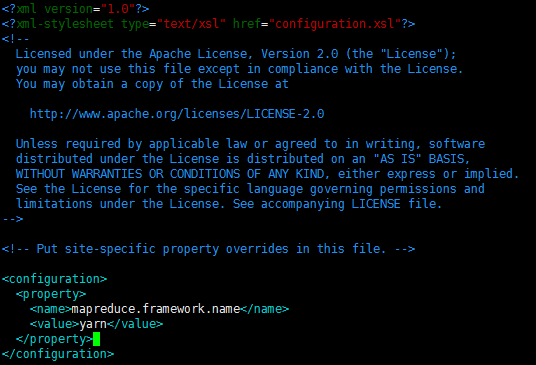 <?xml version="1.0"?>
<?xml-stylesheet type="text/xsl" href="configuration.xsl"?>
<!--
  Licensed under the Apache License, Version 2.0 (the "License");
  you may not use this file except in compliance with the License.
  You may obtain a copy of the License at

    http://www.apache.org/licenses/LICENSE-2.0

  Unless required by applicable law or agreed to in writing, software
  distributed under the License is distributed on an "AS IS" BASIS,
  WITHOUT WARRANTIES OR CONDITIONS OF ANY KIND, either express or implied.
  See the License for the specific language governing permissions and
  limitations under the License. See accompanying LICENSE file.
-->

<!-- Put site-specific property overrides in this file. -->

<configuration>
  <property>
    <name>mapreduce.framework.name</name>
    <value>yarn</value>
  </property>
</configuration>